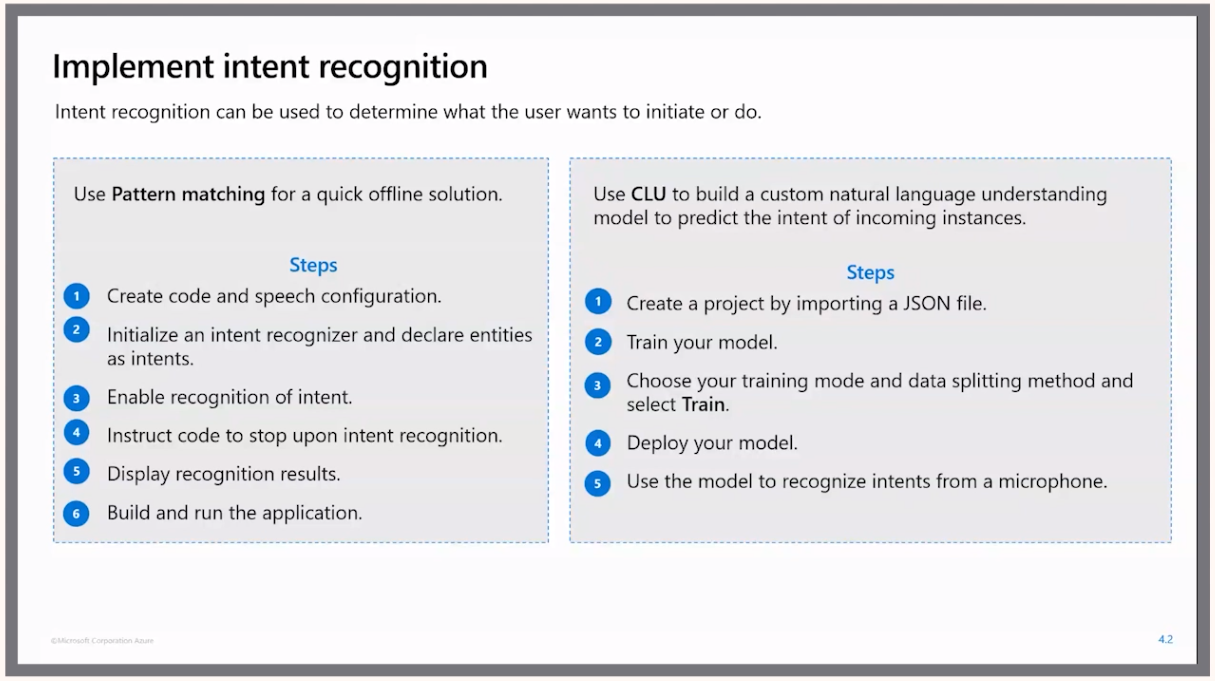 Implement intent recognition
Intent recognition can be used to determine what the user wants to initiate or do.
Use Pattern matching for a quick offline solution.
Steps
1 Create code and speech configuration.
2 Initialize an intent recognizer and declare entities
as intents.
3 Enable recognition of intent.
4 Instruct code to stop upon intent recognition.
5 Display recognition results.
6 Build and run the application.
Use CLU to build a custom natural language understanding
model to predict the intent of incoming instances.
Steps
1 Create a project by importing a JSON file.
2 Train your model.
3 Choose your training mode and data splitting method and
select Train.
4 Deploy your model.
5 Use the model to recognize intents from a microphone.
©Microsoft Corporation Azure
4.2